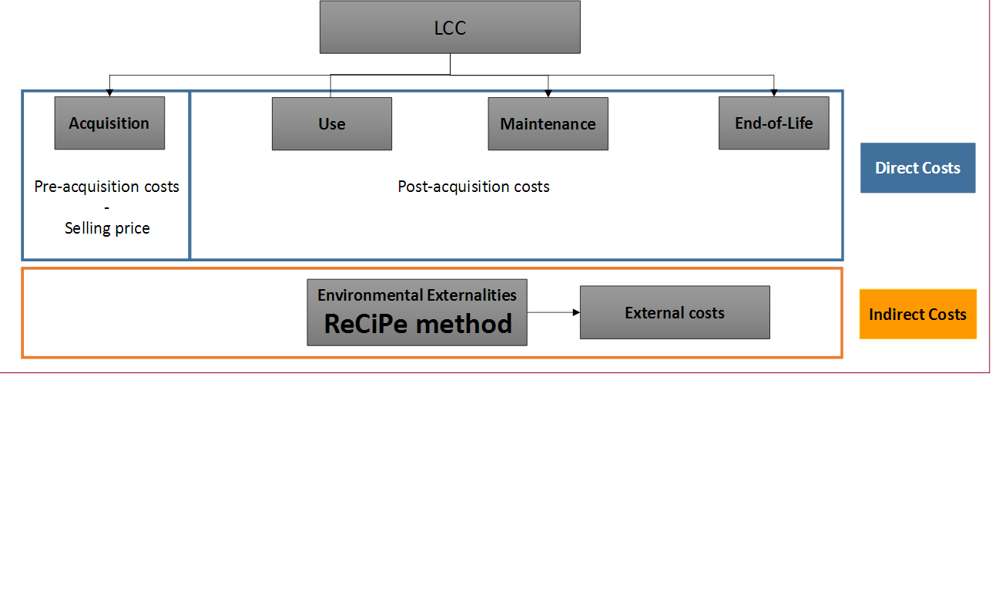 LCC
Acquisition
Use
Maintenance
End-of-Life
Direct Costs
Pre-acquisition costs
-
Selling price
Post-acquisition costs
Environmental Externalities
ReCiPe method
External costs
Indirect Costs